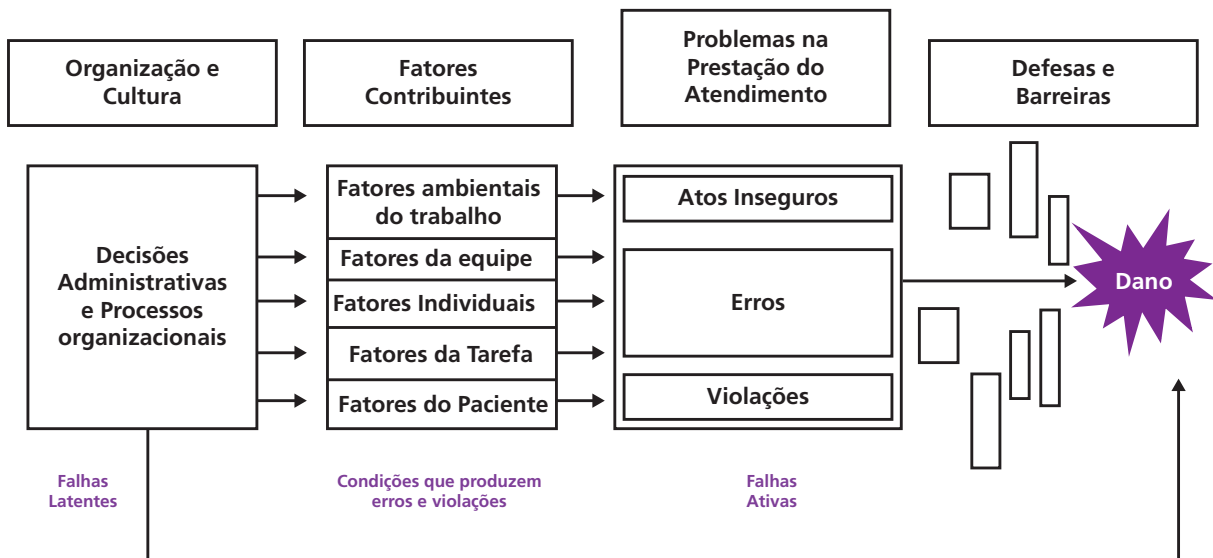 Organização e
Cultura
Fatores
Contribuintes
Problemas na
Prestação do
Atendimento
Defesas e
Barreiras
Decisões
Administrativas
e Processos
organizacionais
Fatores ambientais
do trabalho
Fatores da equipe
Fatores Individuais
Fatores da Tarefa
Fatores do Paciente
Atos Inseguros
Erros
Violações
Dano
Falhas
Latentes
Condições que produzem
erros e violações
Falhas
Ativas